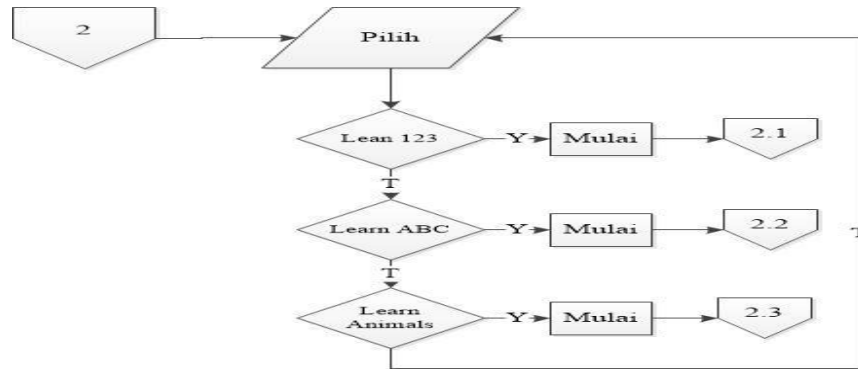 2
Pilih
Lean 123
Y
Mulai
2.1
T
Learn ABC
Y
Mulai
2.2
T
T
Learn
Animals
Y
Mulai
2.3